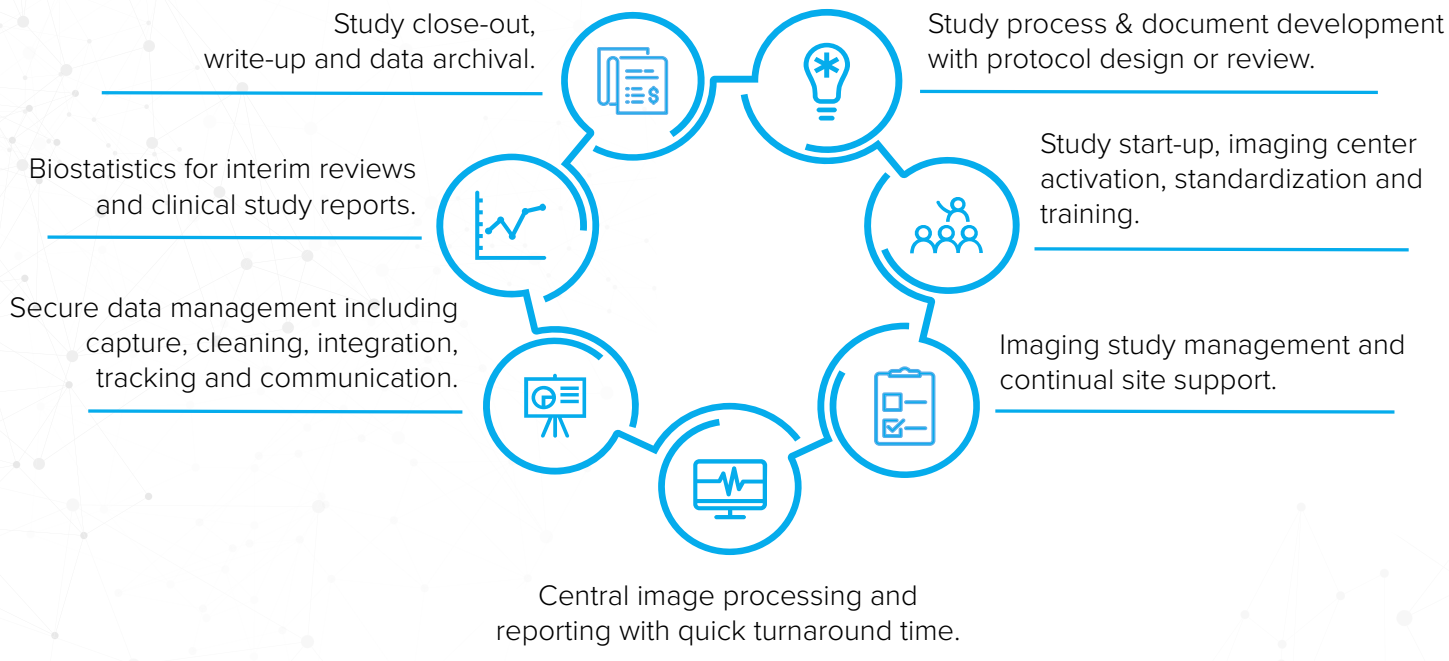 Study close-out,
write-up and data archival.
Study process & document development
with protocol design or review.
Biostatistics for interim reviews
and clinical study reports.
Study start-up, imaging center
activation, standardization and
training.
Secure data management including
capture, cleaning, integration,
tracking and communication.
Imaging study management and
continual site support.
Central image processing and
reporting with quick turnaround time.